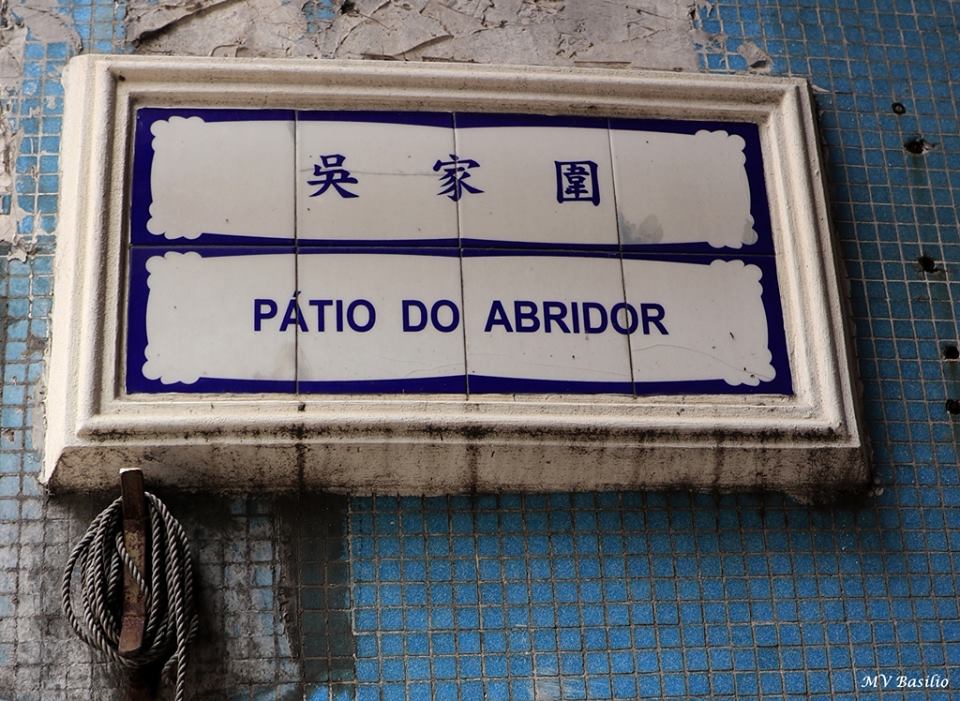 吳家圍
PÁTIO DO ABRIDOR
MV Basilio